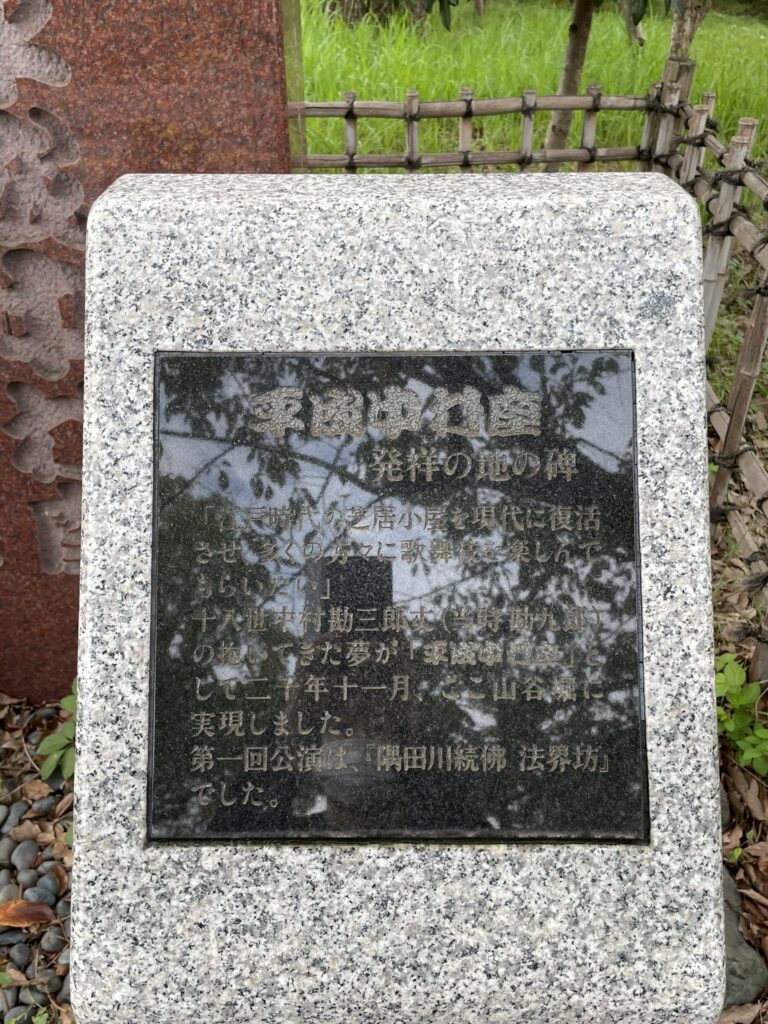 平成中村座
発祥の地の碑
「江戸時代の芝居小屋を現代に復活
させ、多くの方々に歌舞伎を楽しんで
もらいたい」
十八世中村勘三郎丈(当時勘九郎)
の抱いてきた夢が「平成中村座」と
して二千年十一月、ここ山谷堀に
実現しました。
第一回公演は、『隅田川続俤 法界坊』
でした。